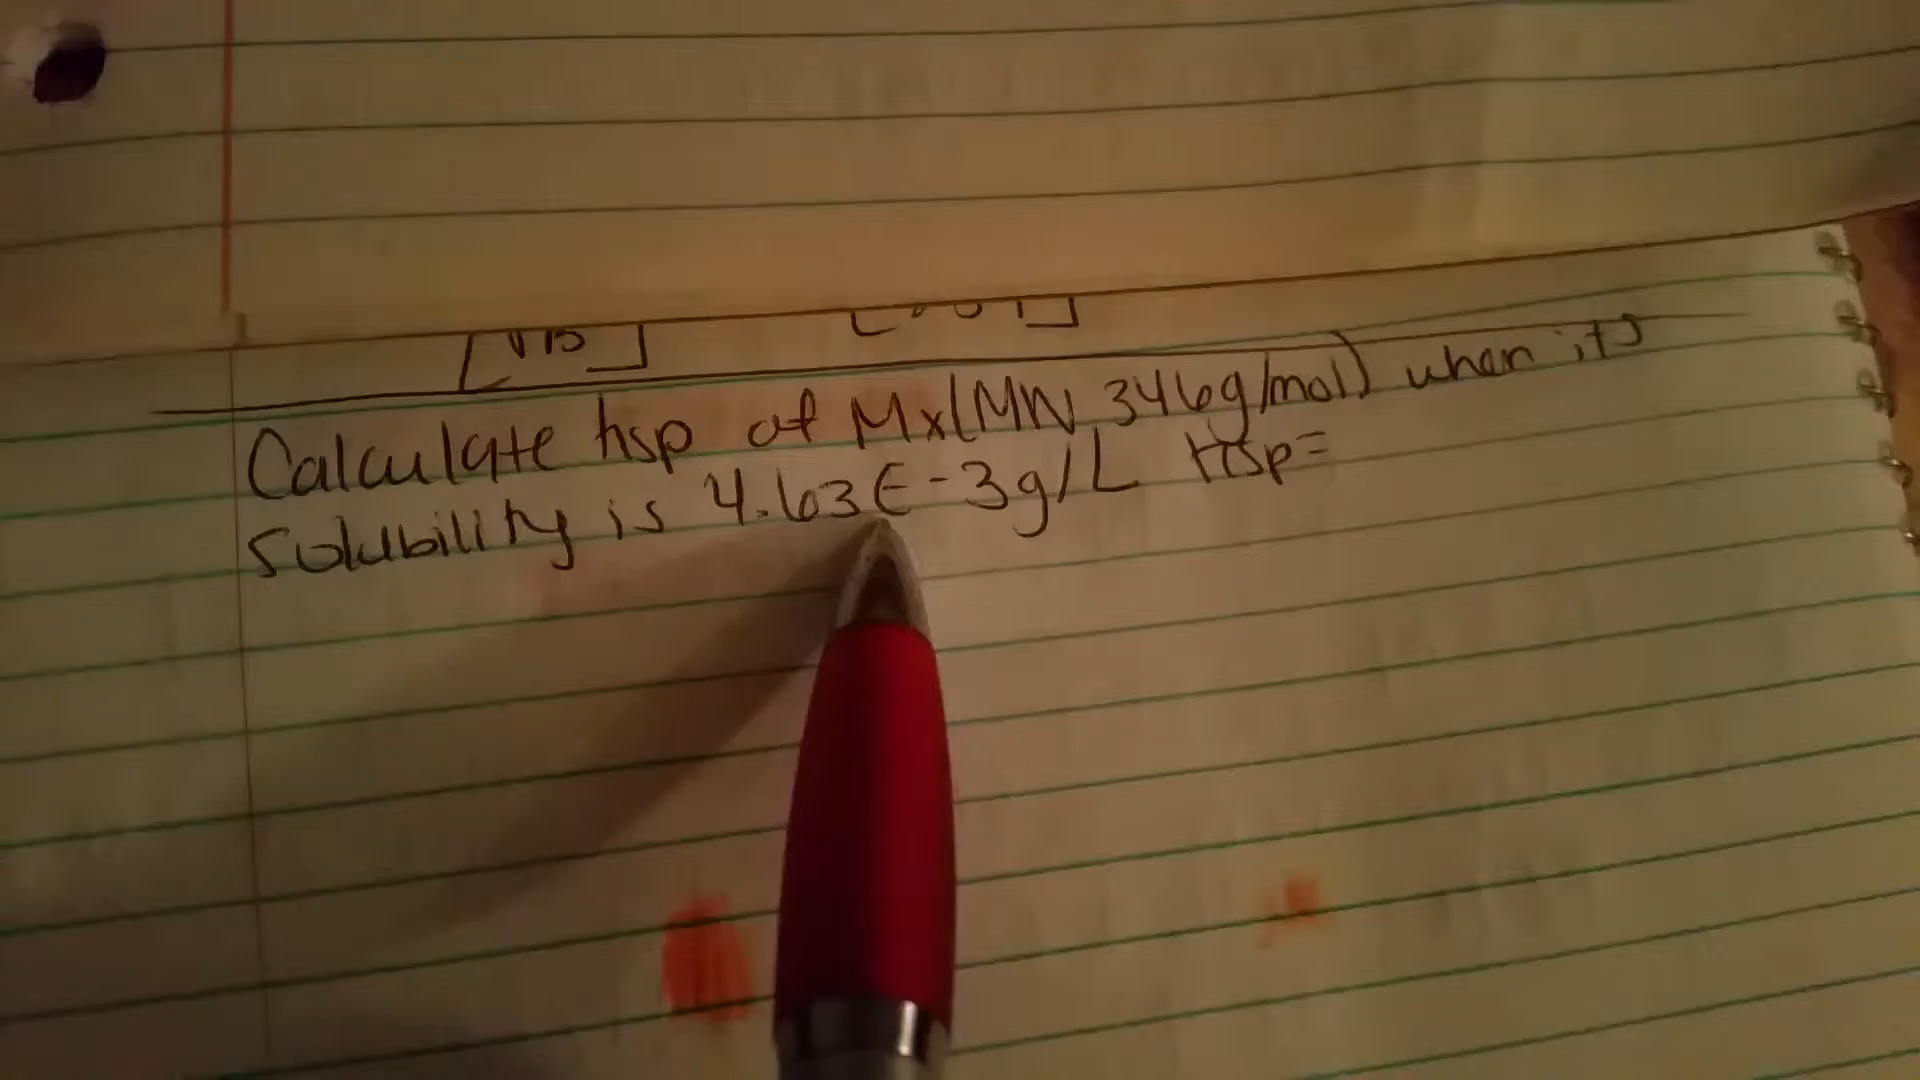 Calculate ksp of Mx(MW 346g/mol) when its
Solubility is 4.63E-3g/L Ksp=